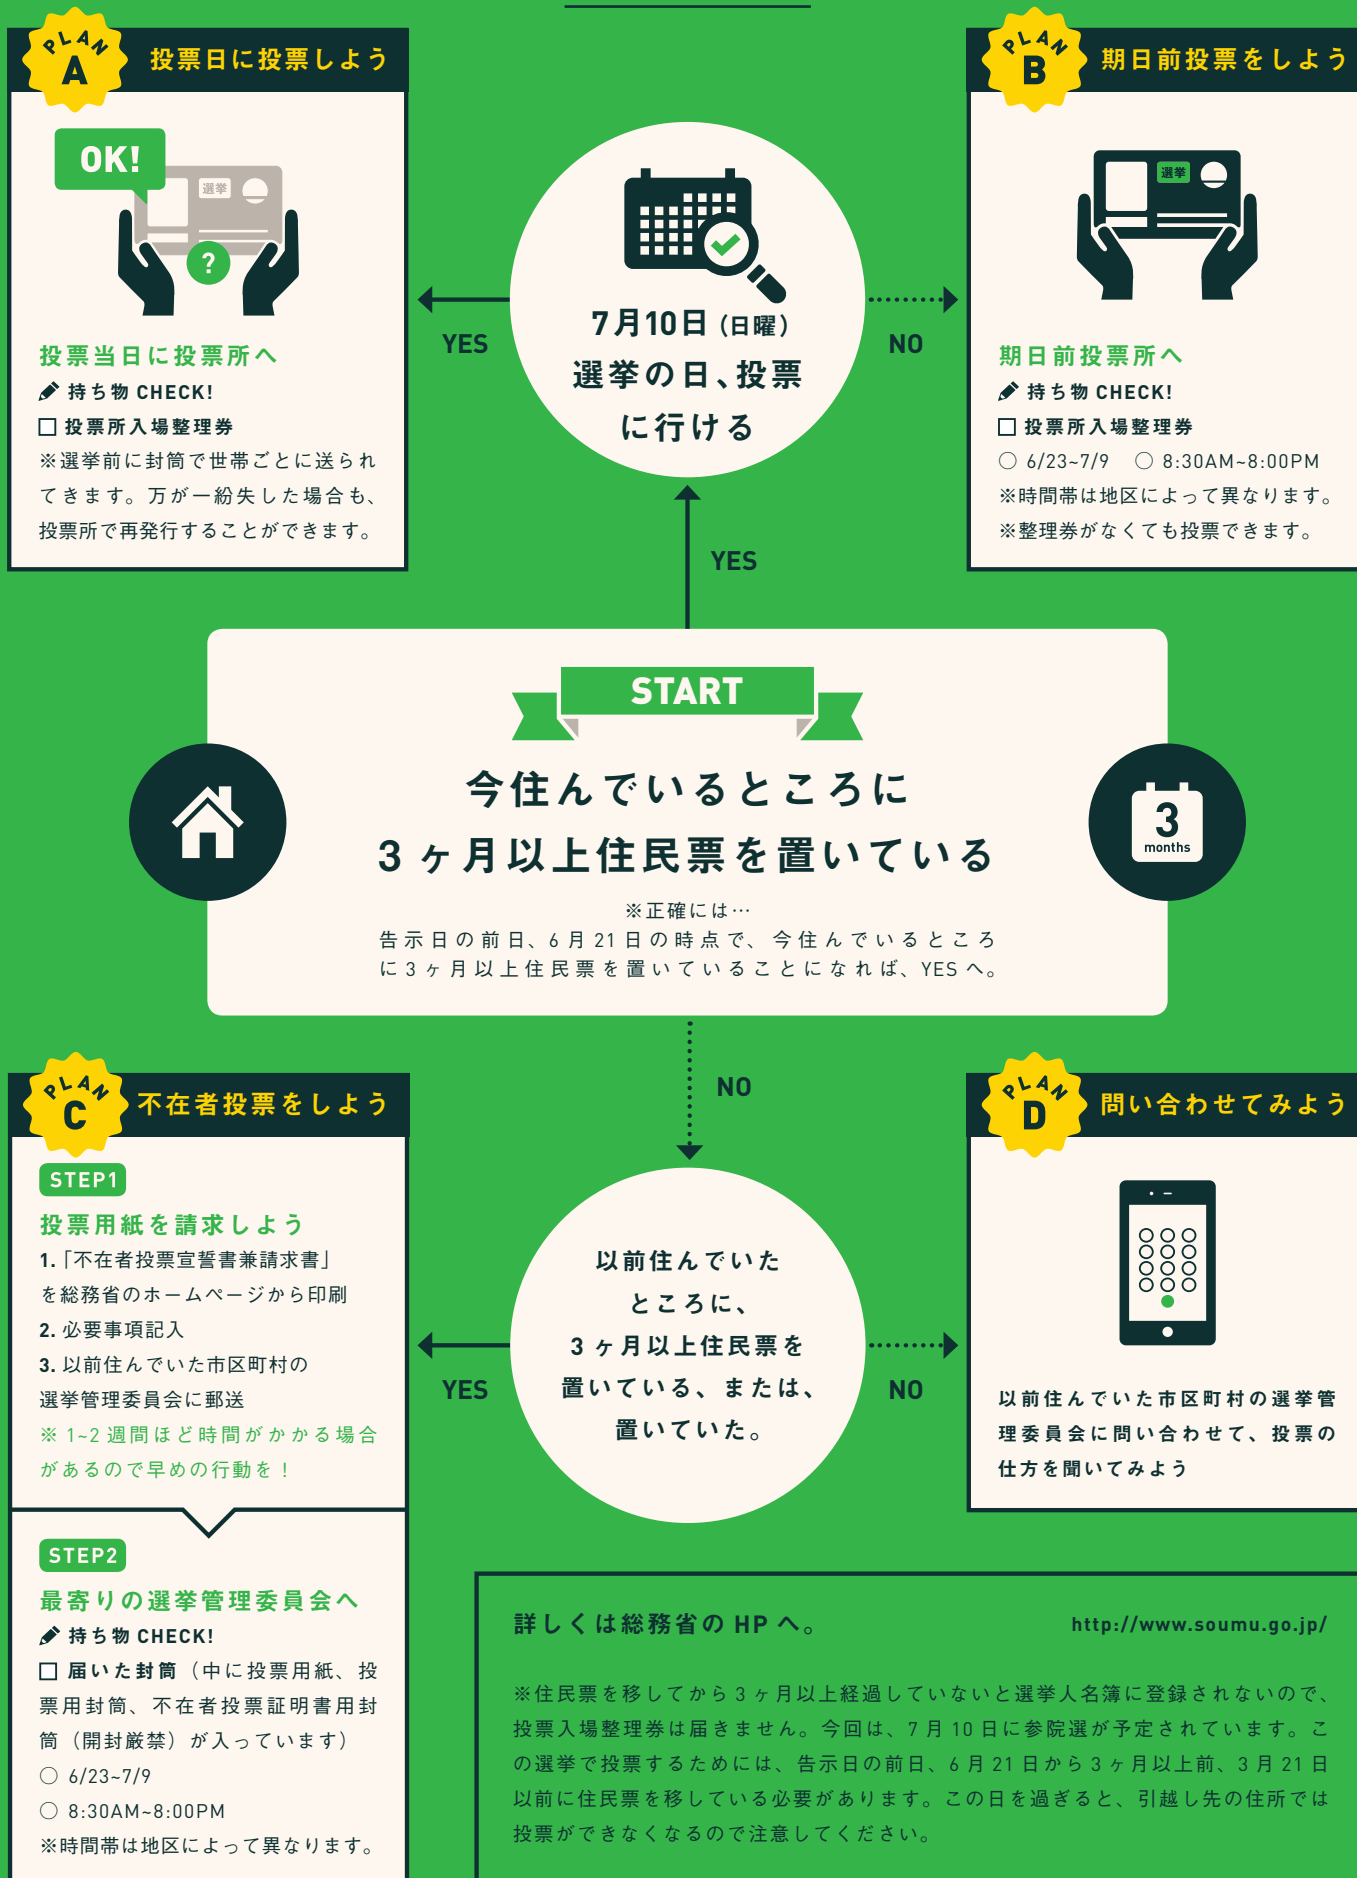 PLAN A
投票日に投票しよう
OK!
選挙
?
投票当日に投票所へ
持ち物 CHECK!
□ 投票所入場整理券
※選挙前に封筒で世帯ごとに送られ
てきます。万が一紛失した場合も、
投票所で再発行することができます。
7月10日(日曜)
選挙の日、投票
に行ける
YES
NO
PLAN B
期日前投票をしよう
選挙
期日前投票所へ
持ち物 CHECK!
□ 投票所入場整理券
○ 6/23~7/9 ○ 8:30AM~8:00PM
※時間帯は地区によって異なります。
※整理券がなくても投票できます。
YES
START
今住んでいるところに
3ヶ月以上住民票を置いている
※正確には…
告示日の前日、6月21日の時点で、今住んでいるところ
に3ヶ月以上住民票を置いていることになれば、YESへ。
3
months
NO
PLAN C
不在者投票をしよう
STEP1
投票用紙を請求しよう
1.「不在者投票宣誓書兼請求書」
を総務省のホームページから印刷
2. 必要事項記入
3. 以前住んでいた市区町村の
選挙管理委員会に郵送
※1~2週間ほど時間がかかる場合
があるので早めの行動を!
STEP2
最寄りの選挙管理委員会へ
持ち物 CHECK!
□ 届いた封筒（中に投票用紙、投
票用封筒、不在者投票証明書用封
筒（開封厳禁）が入っています）
○ 6/23~7/9
○ 8:30AM~8:00PM
※時間帯は地区によって異なります。
以前住んでいた
ところに、
3ヶ月以上住民票を
置いている、または、
置いていた。
YES
NO
PLAN D
問い合わせてみよう
以前住んでいた市区町村の選挙管
理委員会に問い合わせて、投票の
仕方を聞いてみよう
詳しくは総務省のHPへ。 http://www.soumu.go.jp/
※住民票を移してから3ヶ月以上経過していないと選挙人名簿に登録されないので、
投票入場整理券は届きません。今回は、7月10日に参院選が予定されています。こ
の選挙で投票するためには、告示日の前日、6月21日から3ヶ月以上前、3月21日
以前に住民票を移している必要があります。この日を過ぎると、引越し先の住所では
投票ができなくなるので注意してください。